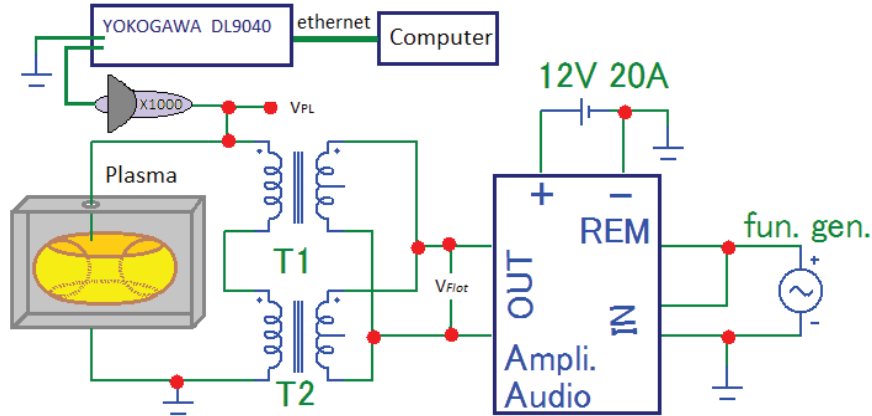 YOKOGAWA DL9040
ethernet
Computer
X1000
VPL
12V 20A
Plasma
+ −
REM
fun. gen.
T1
VFlot
OUT
IN
+
-
T2
Ampli.
Audio